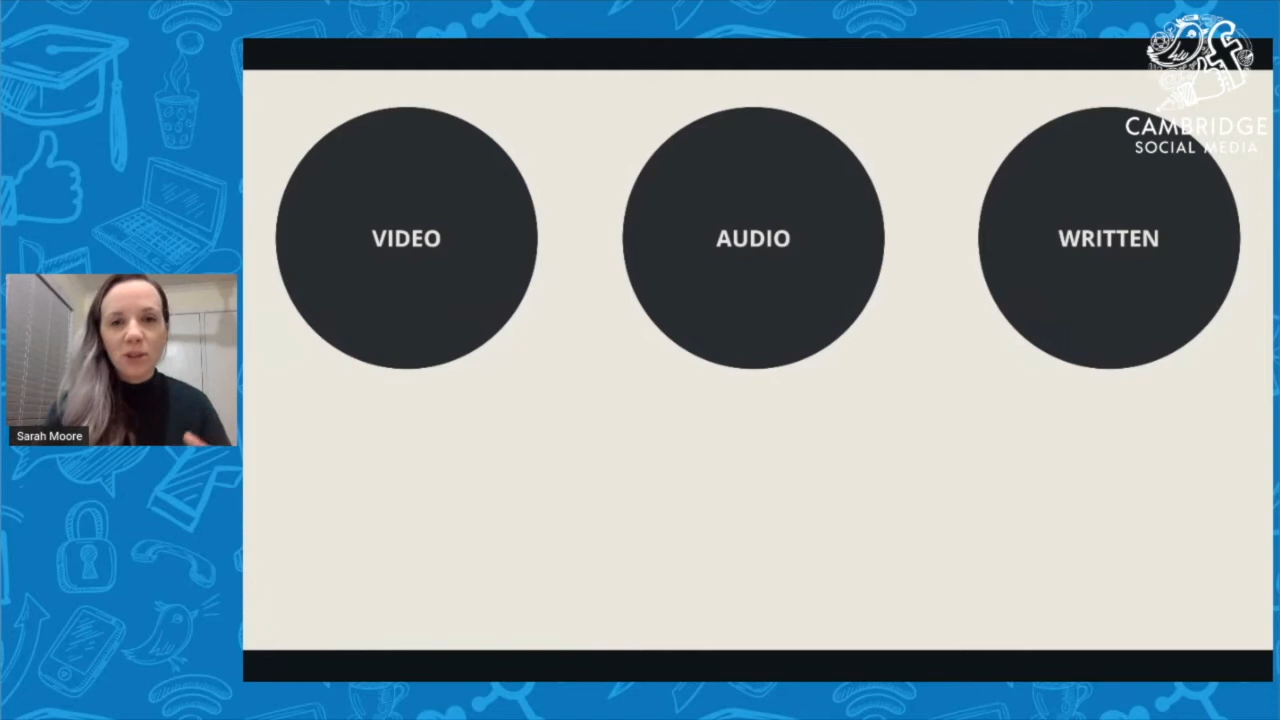 CAMBRIDGE
SOCIAL MEDIA
VIDEO
AUDIO
WRITTEN
Sarah Moore